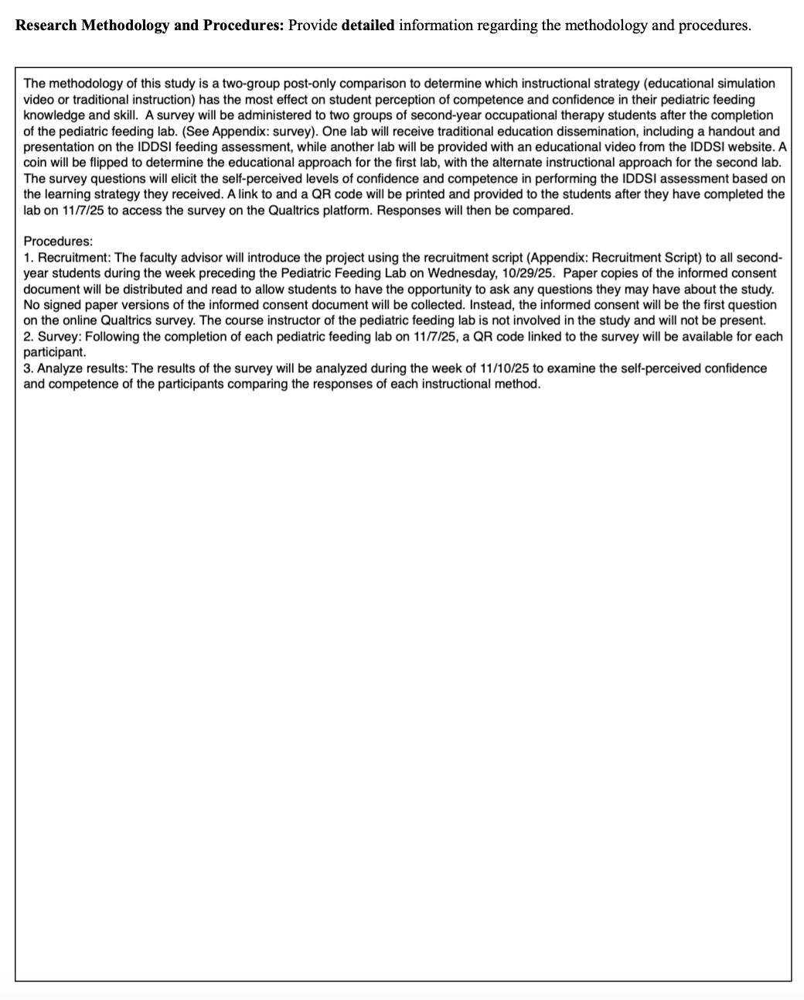 Research Methodology and Procedures: Provide detailed information regarding the methodology and procedures.
The methodology of this study is a two-group post-only comparison to determine which instructional strategy (educational simulation
video or traditional instruction) has the most effect on student perception of competence and confidence in their pediatric feeding
knowledge and skill.  A survey will be administered to two groups of second-year occupational therapy students after the completion
of the pediatric feeding lab. (See Appendix: survey). One lab will receive traditional education dissemination, including a handout and
presentation on the IDDSI feeding assessment, while another lab will be provided with an educational video from the IDDSI website. A
coin will be flipped to determine the educational approach for the first lab, with the alternate instructional approach for the second lab.
The survey questions will elicit the self-perceived levels of confidence and competence in performing the IDDSI assessment based on
the learning strategy they received. A link to and a QR code will be printed and provided to the students after they have completed the
lab on 11/7/25 to access the survey on the Qualtrics platform. Responses will then be compared.
Procedures:
1. Recruitment: The faculty advisor will introduce the project using the recruitment script (Appendix: Recruitment Script) to all second-
year students during the week preceding the Pediatric Feeding Lab on Wednesday, 10/29/25.  Paper copies of the informed consent
document will be distributed and read to allow students to have the opportunity to ask any questions they may have about the study.
No signed paper versions of the informed consent document will be collected. Instead, the informed consent will be the first question
on the online Qualtrics survey. The course instructor of the pediatric feeding lab is not involved in the study and will not be present.
2. Survey: Following the completion of each pediatric feeding lab on 11/7/25, a QR code linked to the survey will be available for each
participant.
3. Analyze results: The results of the survey will be analyzed during the week of 11/10/25 to examine the self-perceived confidence
and competence of the participants comparing the responses of each instructional method.